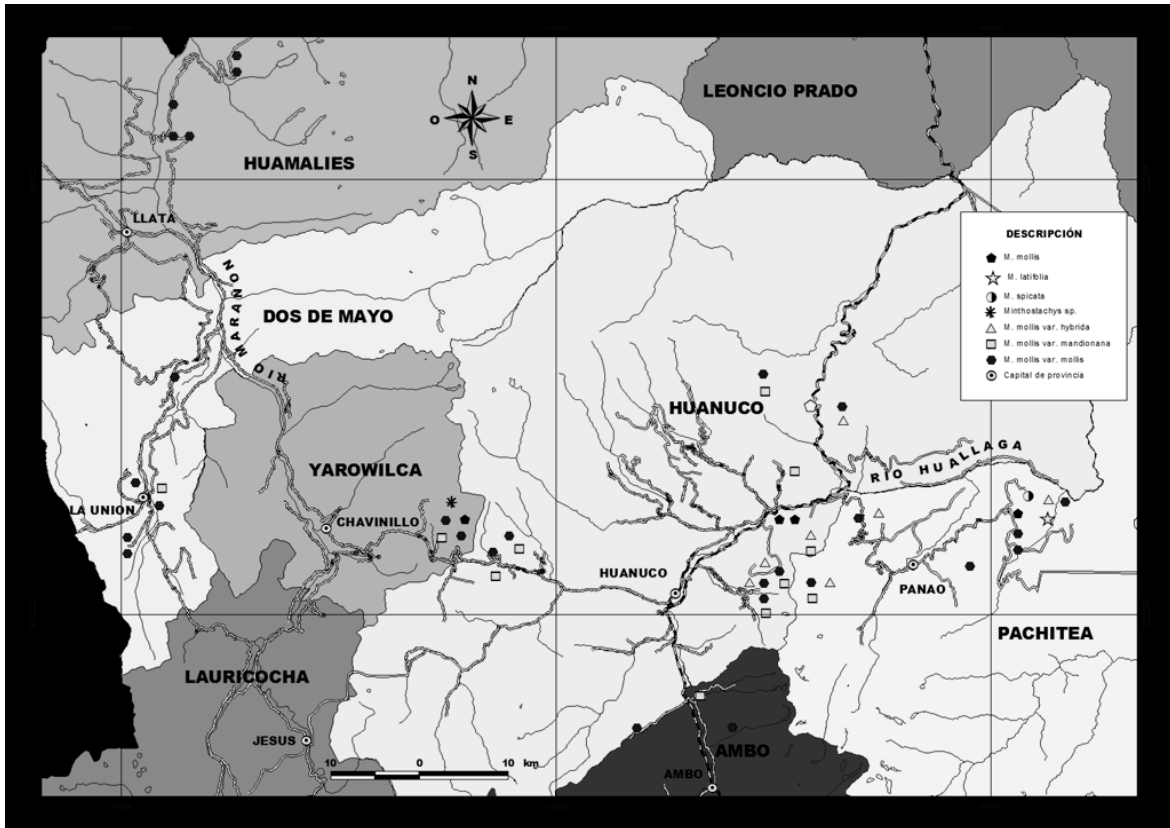 N
O E
S
LEONCIO PRADO
HUAMALIES
LLATA
RIO MARAÑON
DOS DE MAYO
DESCRIPCIÓN
M. mollis
M. latifolia
M. spicata
Minthostachys sp.
M. mollis var. hybrida
M. mollis var. mandionana
M. mollis var. mollis
Capital de provincia
HUANUCO
YAROWILCA
RIO HUALLAGA
LA UNION
CHAVINILLO
HUANUCO
PANAO
PACHITEA
LAURICOCHA
JESUS
AMBO
AMBO
10 0 10 km